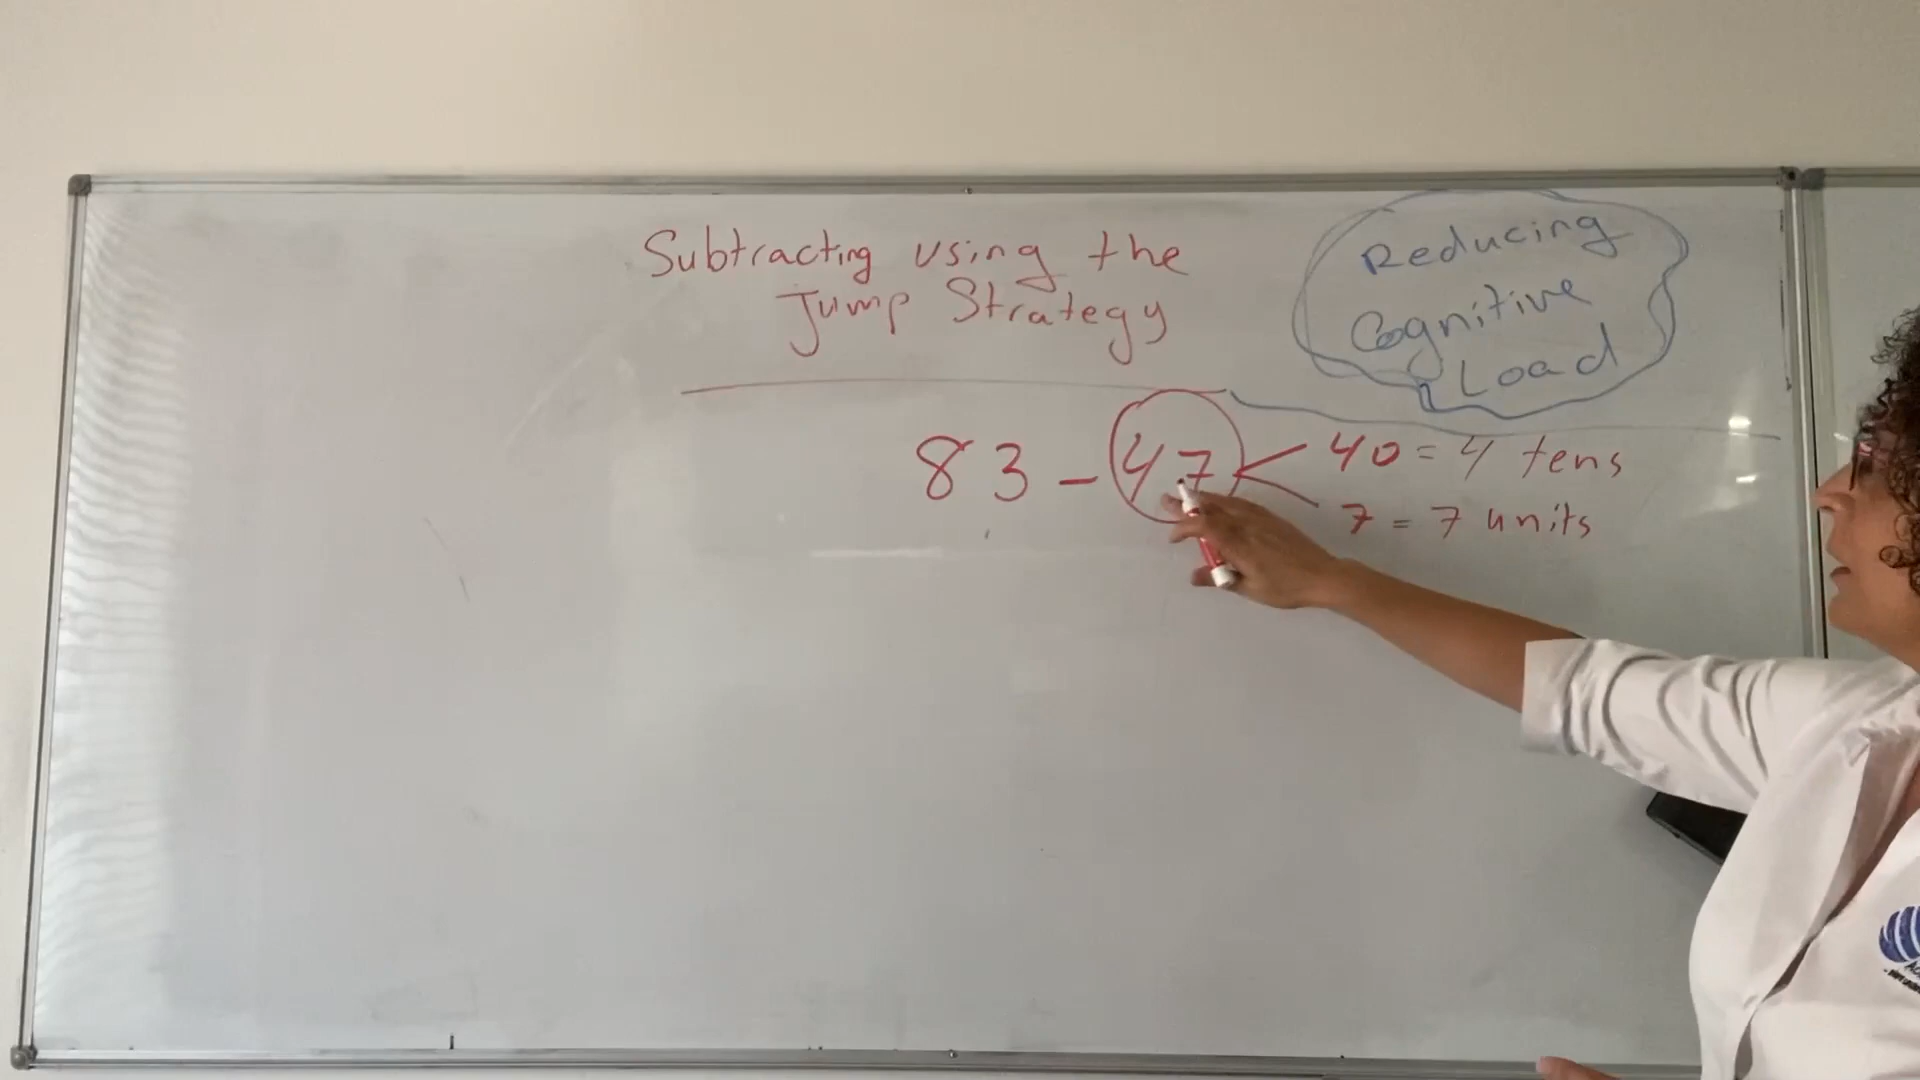 Subtracting using the
Jump Strategy
Reducing
Cognitive
Load
83 - 47
40 = 4 tens
7 = 7 units